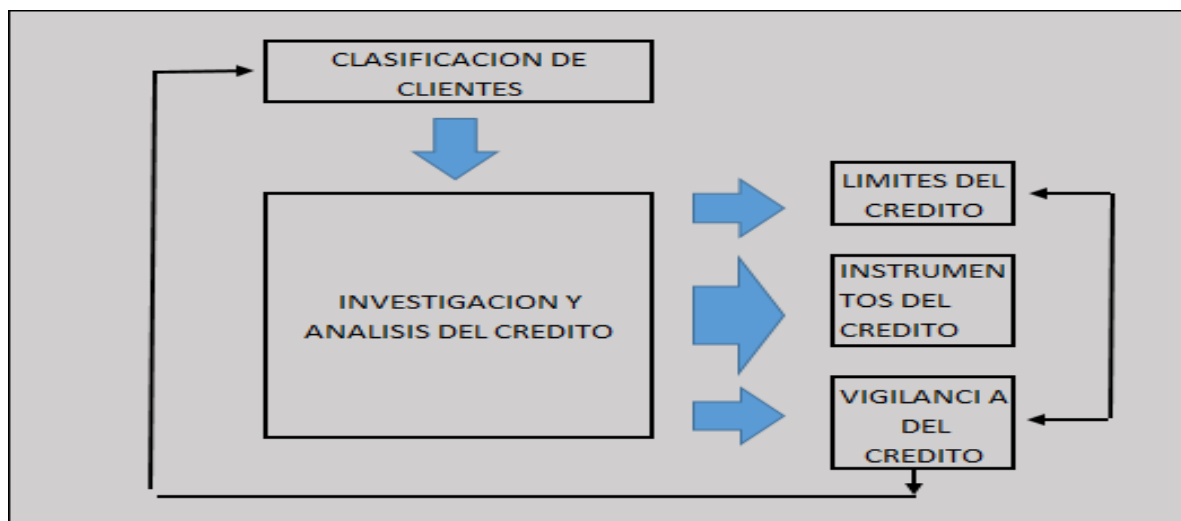 CLASIFICACION DE
CLIENTES
INVESTIGACION Y
ANALISIS DEL CREDITO
LIMITES DEL
CREDITO
INSTRUMEN
TOS DEL
CREDITO
VIGILANCI A
DEL
CREDITO